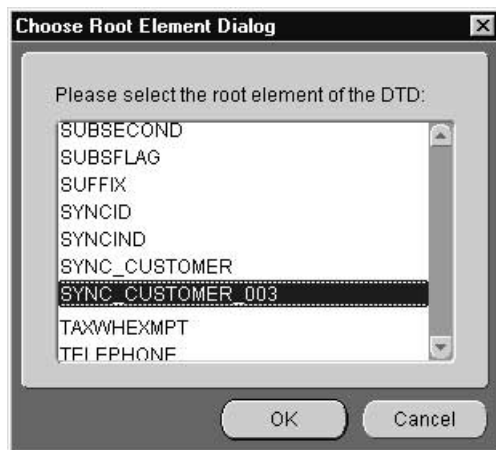 Choose Root Element Dialog
Please select the root element of the DTD:
SUBSECOND
SUBSFLAG
SUFFIX
SYNCID
SYNCIND
SYNC_CUSTOMER
SYNC_CUSTOMER_003
TAXWHEXMPT
TELEPHONE
OK Cancel